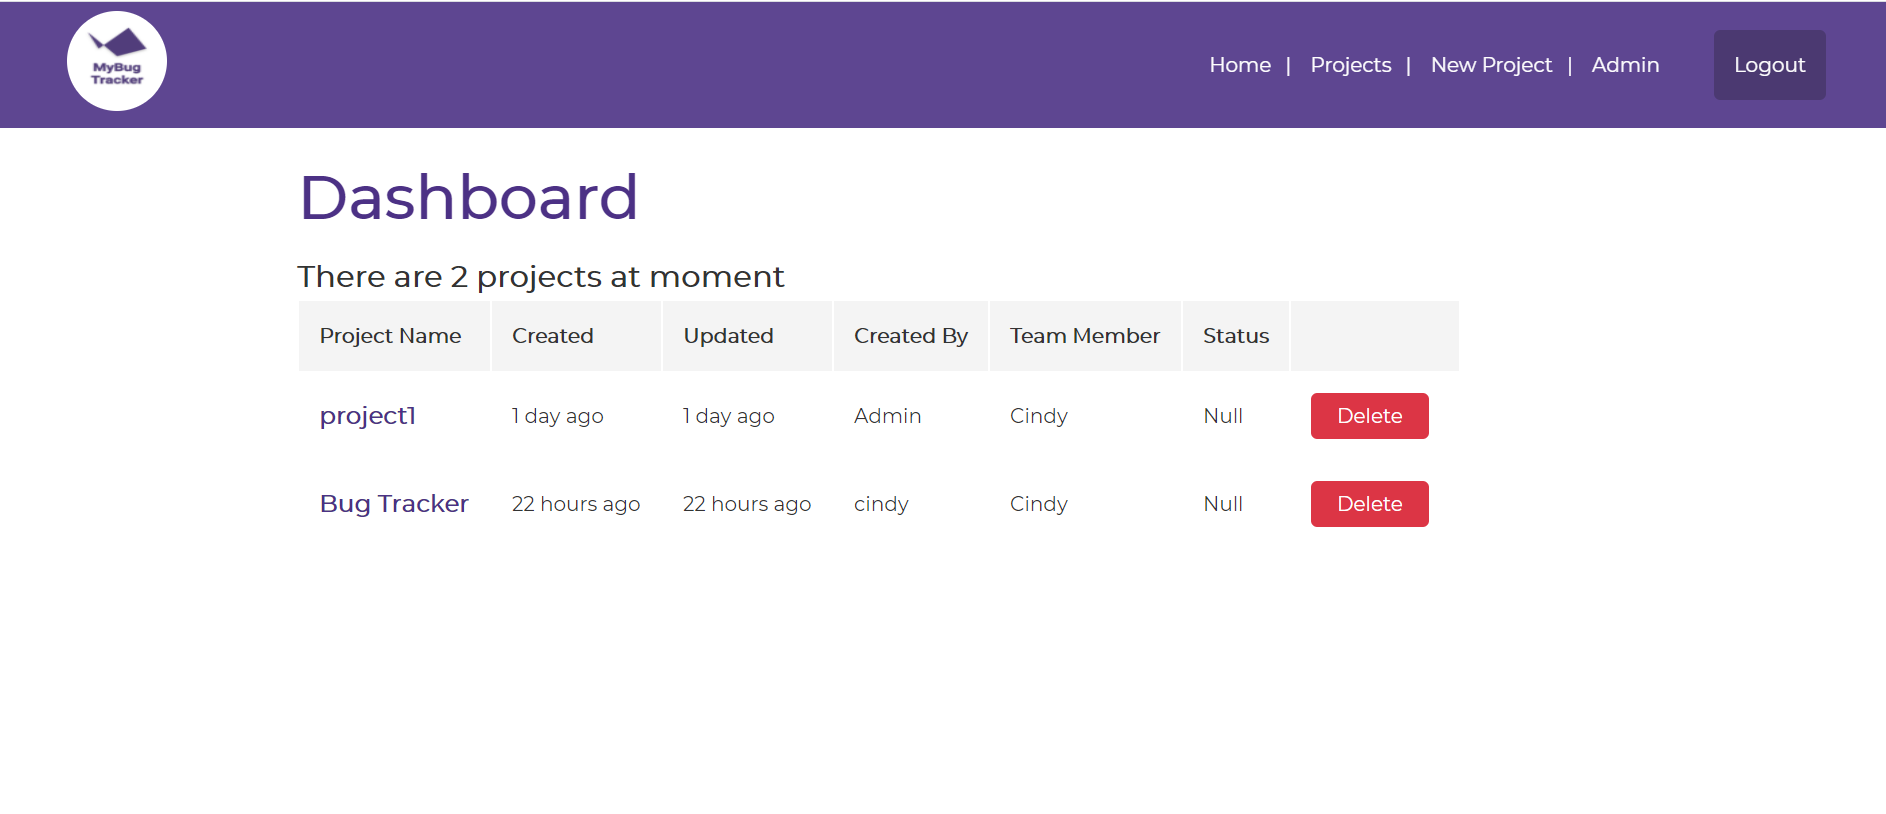 MyBug
Tracker
Home | Projects | New Project | Admin Logout
Dashboard
There are 2 projects at moment
Project Name Created Updated Created By Team Member Status
project1 1 day ago 1 day ago Admin Cindy Null Delete
Bug Tracker 22 hours ago 22 hours ago cindy Cindy Null Delete